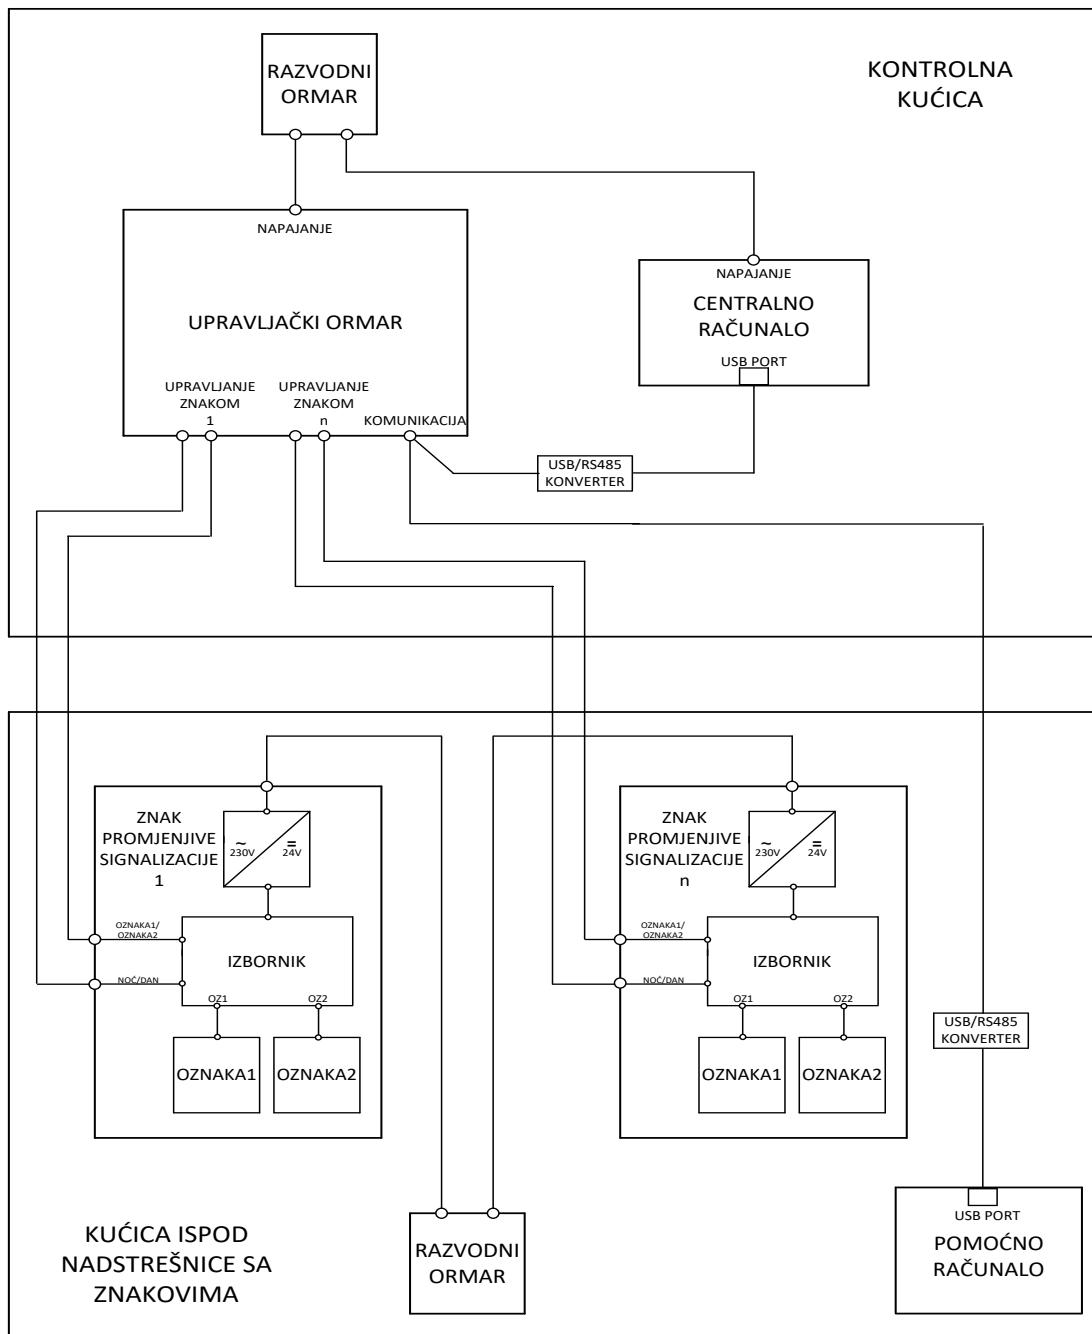 RAZVODNI
ORMAR
KONTROLNA
KUĆICA
NAPAJANJE
UPRAVLJAČKI ORMAR
UPRAVLJANJE
ZNAKOM
1
UPRAVLJANJE
ZNAKOM
n
KOMUNIKACIJA
NAPAJANJE
CENTRALNO
RAČUNALO
USB PORT
USB/RS485
KONVERTER
ZNAK
PROMJENJIVE
SIGNALIZACIJE
1
~
230V
=
24V
OZNAKA1/
OZNAKA2
NOĆ/DAN
IZBORNIK
OZ1
OZ2
OZNAKA1
OZNAKA2
ZNAK
PROMJENJIVE
SIGNALIZACIJE
n
~
230V
=
24V
OZNAKA1/
OZNAKA2
NOĆ/DAN
IZBORNIK
OZ1
OZ2
OZNAKA1
OZNAKA2
USB/RS485
KONVERTER
KUĆICA ISPOD
NADSTREŠNICE SA
ZNAKOVIMA
RAZVODNI
ORMAR
USB PORT
POMOĆNO
RAČUNALO